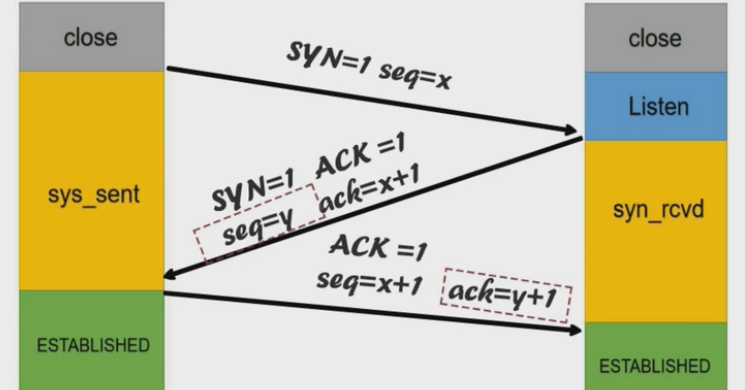 close
close
SYN=1 seq=x
Listen
SYN=1 ACK =1
seq=y ack=x+1
sys_sent
syn_rcvd
ACK =1
seq=x+1 ack=y+1
ESTABLISHED
ESTABLISHED